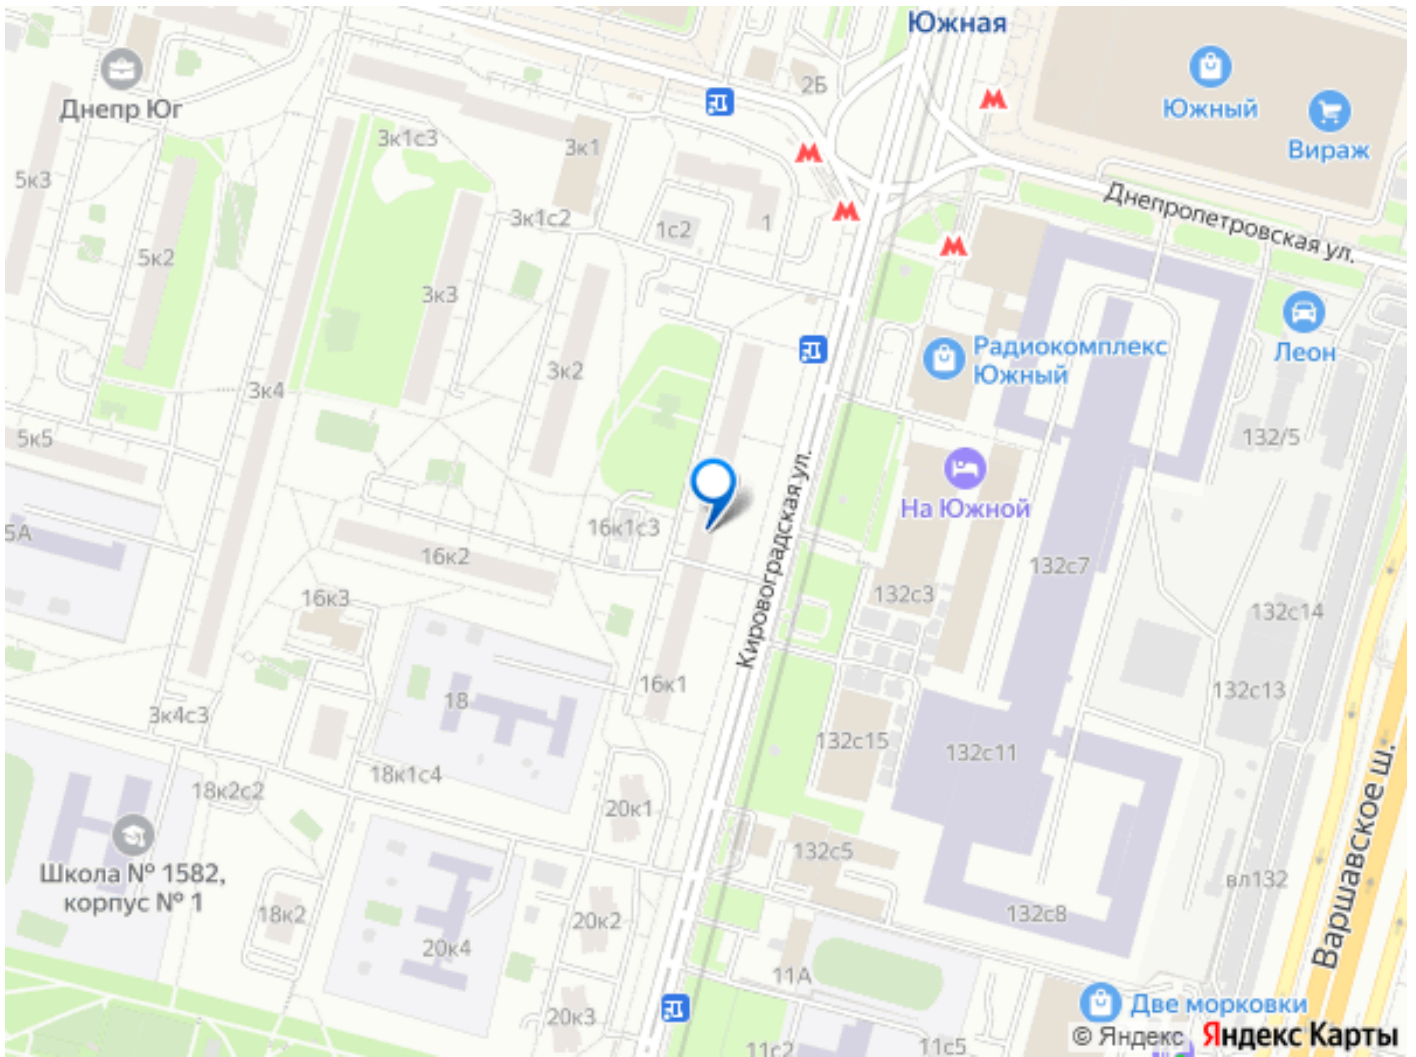 Южная
2Б
Днепр Юг
Южный
Вираж
3к1с3
3к1
5к3
3к1с2
1с2
1
Днепропетровская ул.
5к2
3к3
Радиокомплекс
Южный
Леон
3к2
3к4
5к5
132/5
На Южной
16к1с3
5А
16к2
Кировоградская ул.
132с7
132с3
16к3
132с14
16к1
18
132с13
3к4с3
132с15
132с11
18к1с4
18к2с2
20к1
Школа № 1582,
корпус № 1
132с5
вл132
Варшавское ш.
18к2
20к2
132с8
20к4
11А
Две морковки
20к3
11с2
11с5
© Яндекс Яндекс Карты